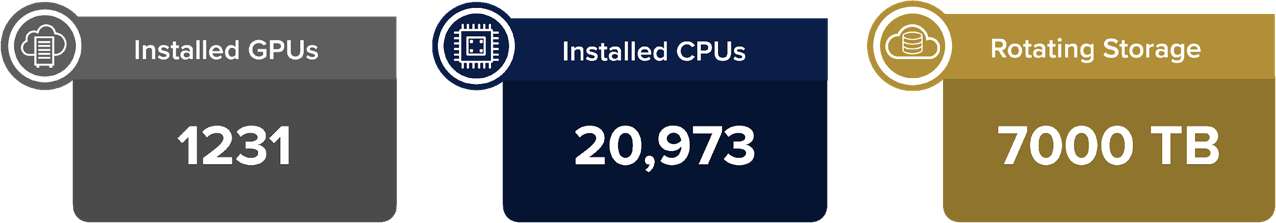 Installed GPUs
1231
Installed CPUs
20,973
Rotating Storage
7000 TB